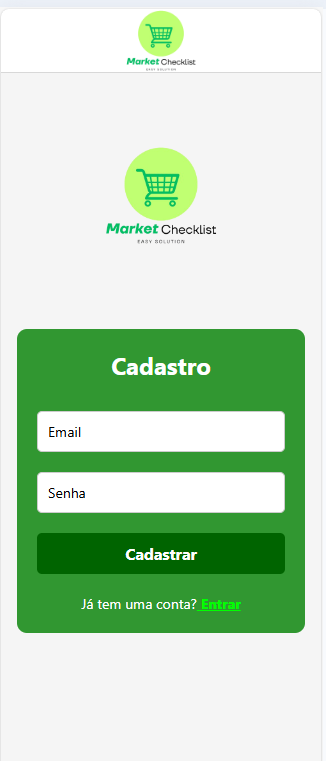 Market Checklist
EASY SOLUTION
Market Checklist
EASY SOLUTION
Cadastro
Email
Senha
Cadastrar
Já tem uma conta? Entrar